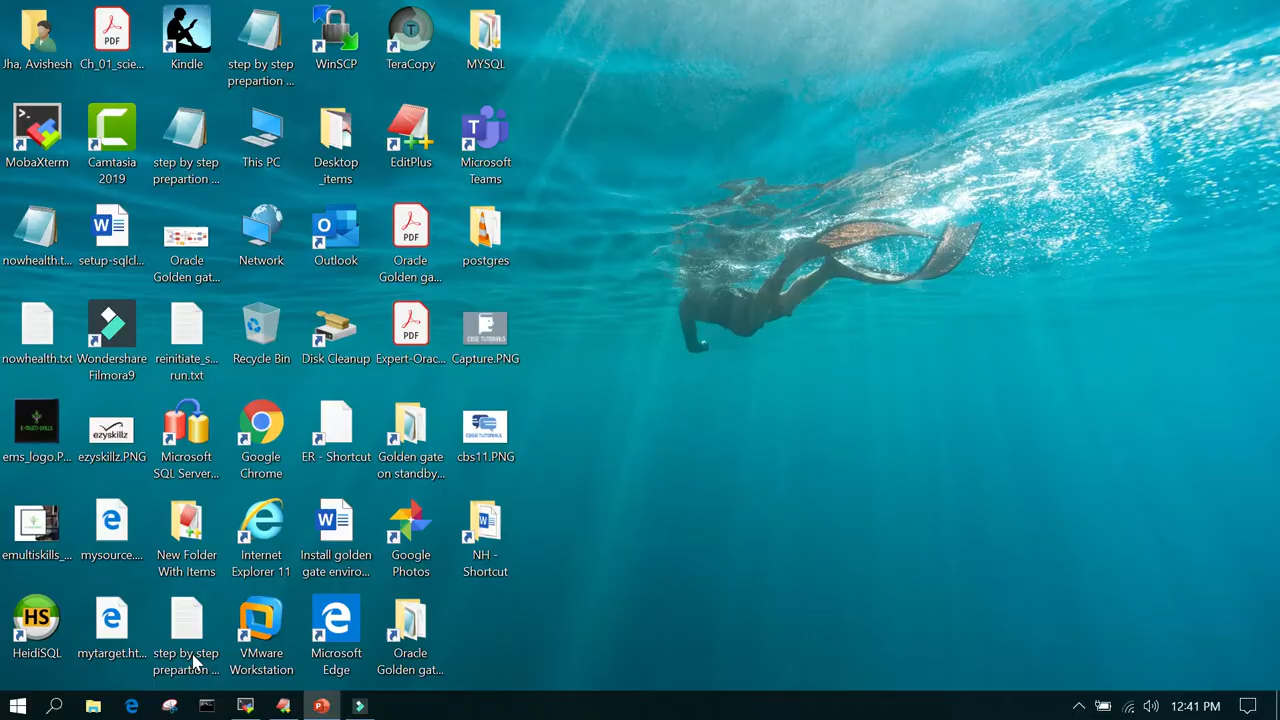 Jha, Avishesh
Ch_01_scie...
Kindle
step by step
prepartion ...
WinSCP
TeraCopy
MYSQL
MobaXterm
Camtasia
2019
step by step
prepartion ...
This PC
Desktop
_items
EditPlus
Microsoft
Teams
nowhealth.t...
setup-sqlcl...
Oracle
Golden gat...
Network
Outlook
Oracle
Golden ga...
postgres
nowhealth.txt
Wondershare
Filmora9
reinitiate_s...
run.txt
Recycle Bin
Disk Cleanup
Expert-Orac...
Capture.PNG
ems_logo.P...
ezyskillz
ezyskillz.PNG
Microsoft
SQL Server...
Google
Chrome
ER - Shortcut
Golden gate
on standby...
cbs11.PNG
emultiskills_...
mysource....
New Folder
With Items
Internet
Explorer 11
Install golden
gate enviro...
Google
Photos
NH -
Shortcut
HS
HeidiSQL
mytarget.ht...
step by step
prepartion ...
VMware
Workstation
Microsoft
Edge
Oracle
Golden gat...
12:41 PM